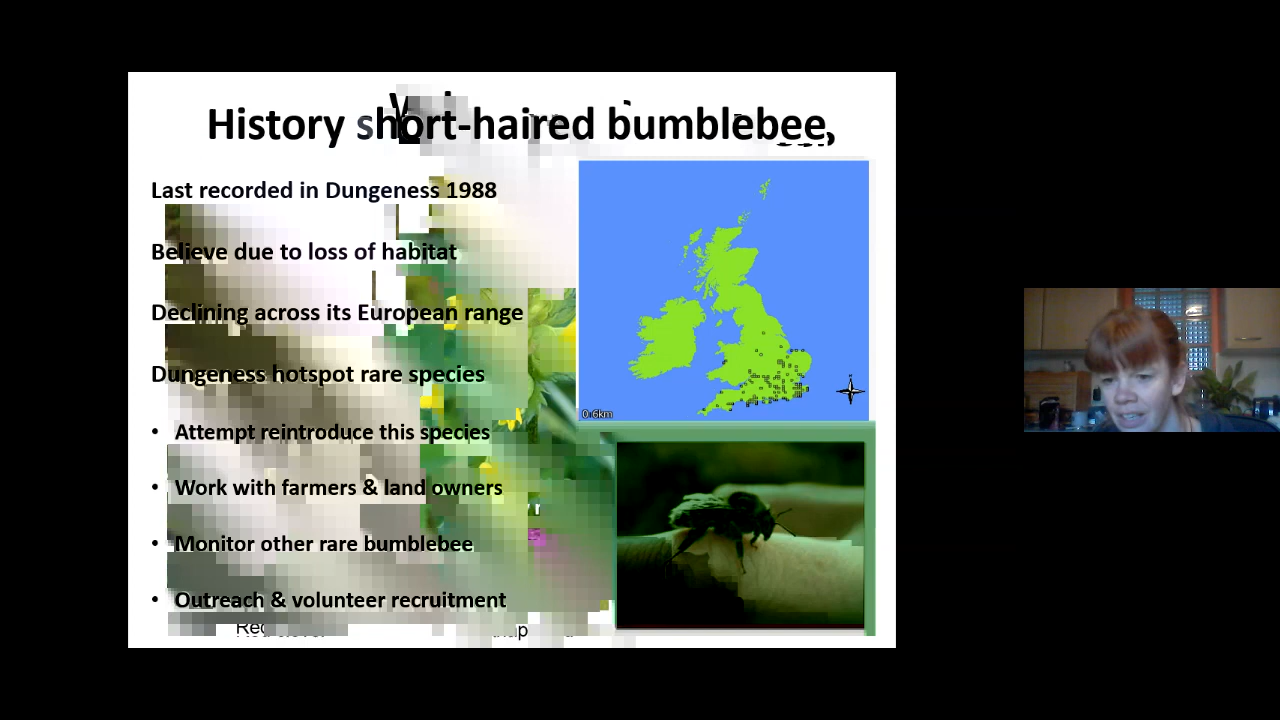 History short-haired bumblebee,
Last recorded in Dungeness 1988
Believe due to loss of habitat
Declining across its European range
Dungeness hotspot rare species
• Attempt reintroduce this species
• Work with farmers & land owners
• Monitor other rare bumblebee
• Outreach & volunteer recruitment
0.6km
N